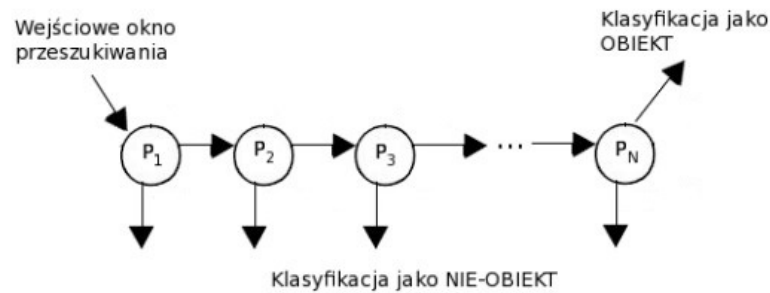 Wejściowe okno
przeszukiwania
Klasyfikacja jako
OBIEKT
P1
P2
P3
...
PN
Klasyfikacja jako NIE-OBIEKT